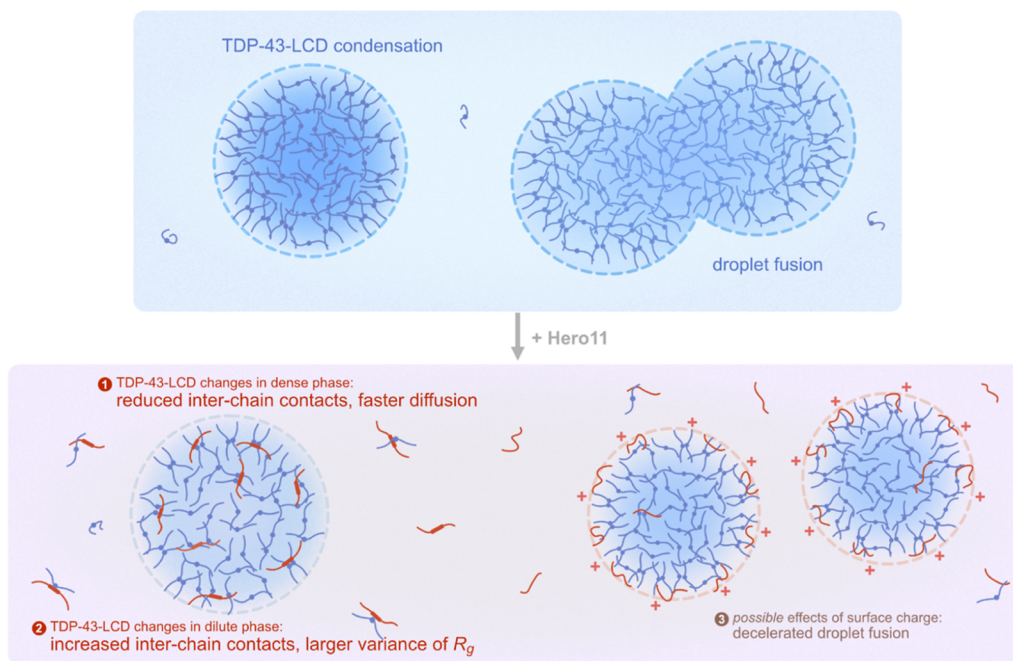 TDP-43-LCD condensation
droplet fusion
+ Hero11
1 TDP-43-LCD changes in dense phase:
reduced inter-chain contacts, faster diffusion
2 TDP-43-LCD changes in dilute phase:
increased inter-chain contacts, larger variance of Rg
3 possible effects of surface charge:
decelerated droplet fusion